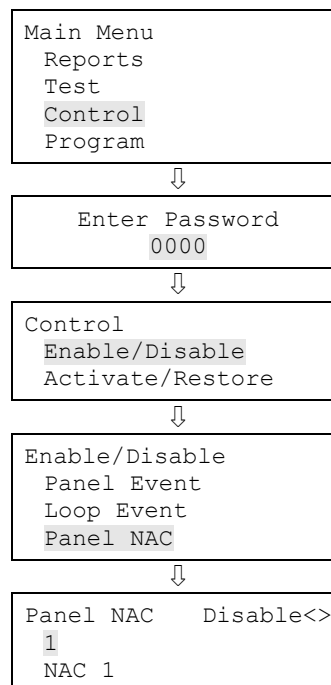 Main Menu
Reports
Test
Control
Program
⇩
Enter Password
0000
⇩
Control
Enable/Disable
Activate/Restore
⇩
Enable/Disable
Panel Event
Loop Event
Panel NAC
⇩
Panel NAC Disable<>
1
NAC 1